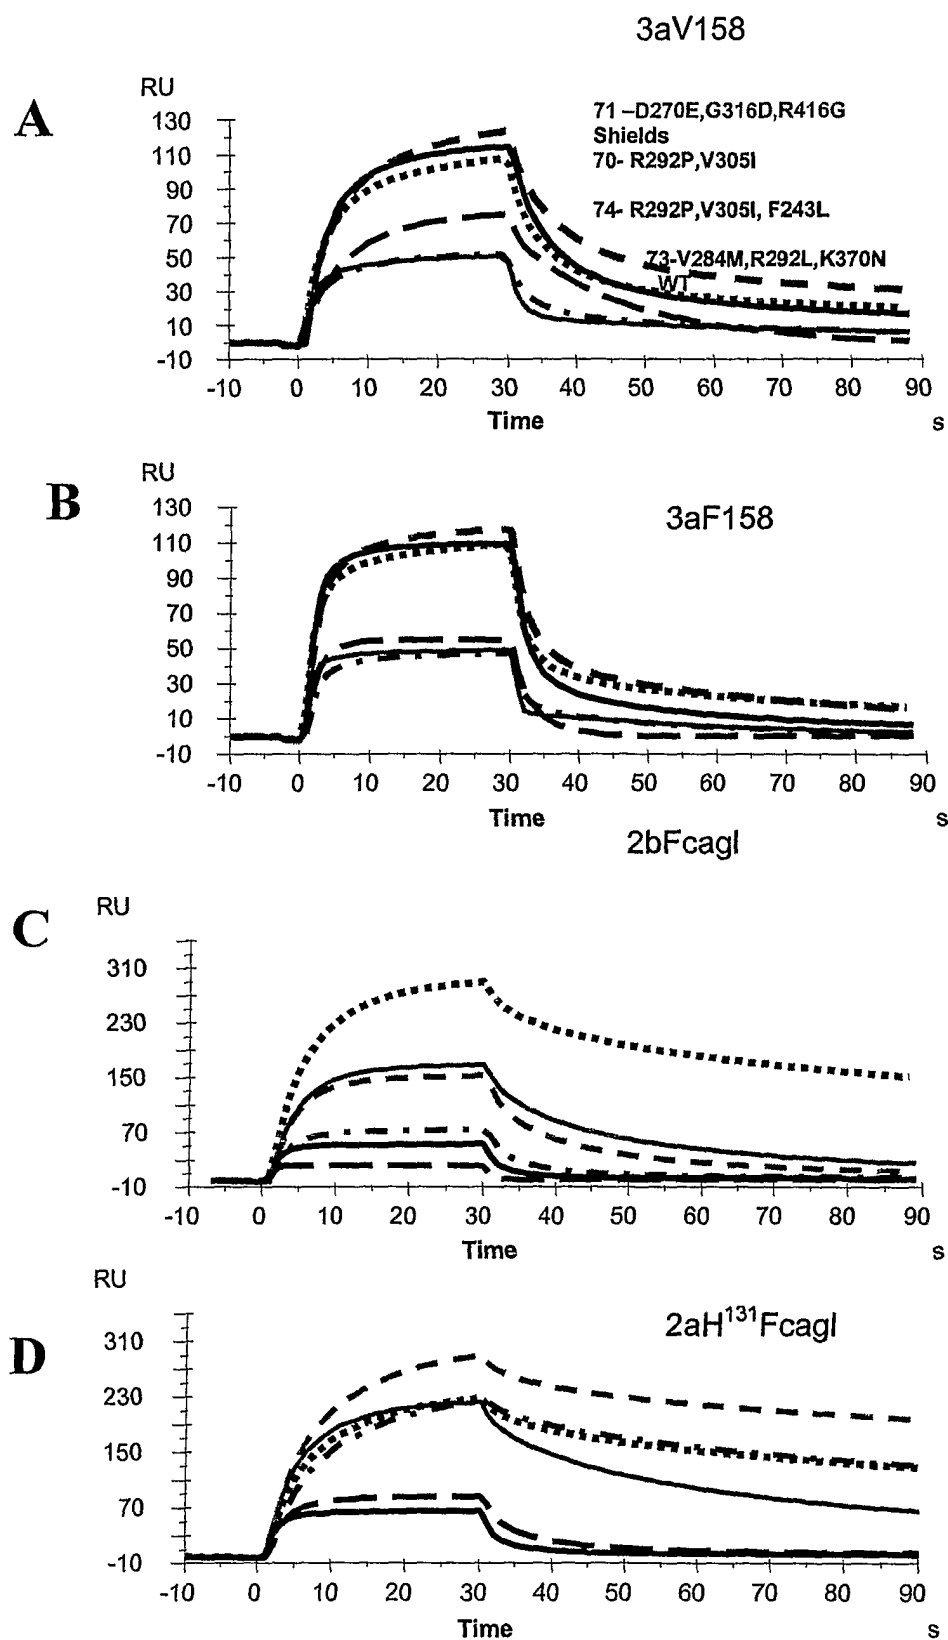 3aV158
RU
A
71 –D270E,G316D,R416G
Shields
70- R292P,V305I
74- R292P,V305I, F243L
73-V284M,R292L,K370N
WT
130
110
90
70
50
30
10
-10
-10 0 10 20 30 40 50 60 70 80 90
Time
s
RU
B
3aF158
130
110
90
70
50
30
10
-10
-10 0 10 20 30 40 50 60 70 80 90
Time
s
2bFcagl
RU
C
310
230
150
70
-10
-10 0 10 20 30 40 50 60 70 80 90
Time
s
RU
D
2aH¹³¹Fcagl
310
230
150
70
-10
-10 0 10 20 30 40 50 60 70 80 90
Time
s